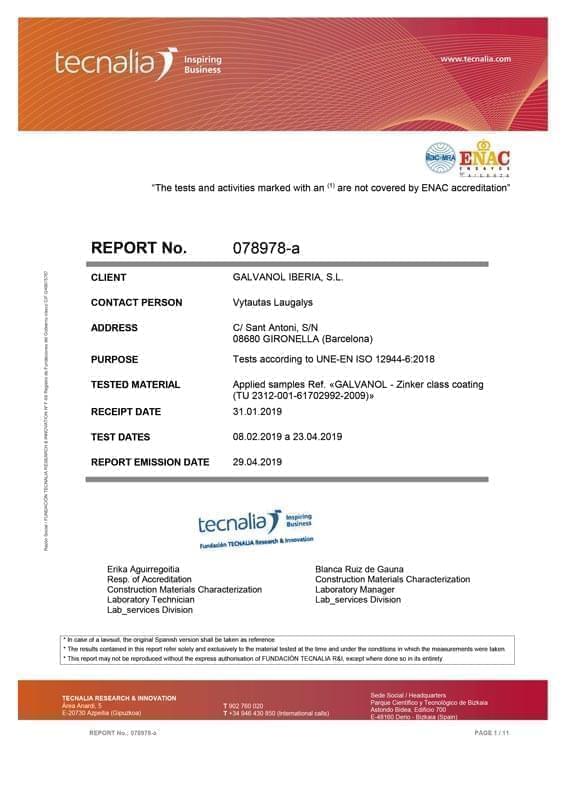 tecnalia Inspiring Business
www.tecnalia.com
ilac-MRA ENAC
ENSAYOS
"The tests and activities marked with an (1) are not covered by ENAC accreditation"
REPORT No. 078978-a
CLIENT GALVANOL IBERIA, S.L.
CONTACT PERSON Vytautas Laugalys
ADDRESS C/ Sant Antoni, S/N
08680 GIRONELLA (Barcelona)
PURPOSE Tests according to UNE-EN ISO 12944-6:2018
TESTED MATERIAL Applied samples Ref. «GALVANOL - Zinker class coating
(TU 2312-001-61702992-2009)»
RECEIPT DATE 31.01.2019
TEST DATES 08.02.2019 a 23.04.2019
REPORT EMISSION DATE 29.04.2019
tecnalia Inspiring Business
Fundación TECNALIA Research & Innovation
Erika Aguirregoitia
Resp. of Accreditation
Construction Materials Characterization
Laboratory Technician
Lab_services Division
Blanca Ruiz de Gauna
Construction Materials Characterization
Laboratory Manager
Lab_services Division
* In case of a lawsuit, the original Spanish version shall be taken as reference
* The results contained in this report refer solely and exclusively to the material tested at the time and under the conditions in which the measurements were taken.
* This report may not be reproduced without the express authorisation of FUNDACIÓN TECNALIA R&I, except where done so in its entirety
TECNALIA RESEARCH & INNOVATION
Área Anardi, 5
E-20730 Azpeitia (Gipuzkoa)
T 902 760 020
T +34 946 430 850 (International calls)
Sede Social / Headquarters
Parque Científico y Tecnológico de Bizkaia
Astondo Bidea, Edificio 700
E-48160 Derio - Bizkaia (Spain)
REPORT No.: 078978-a
PAGE 1 / 11